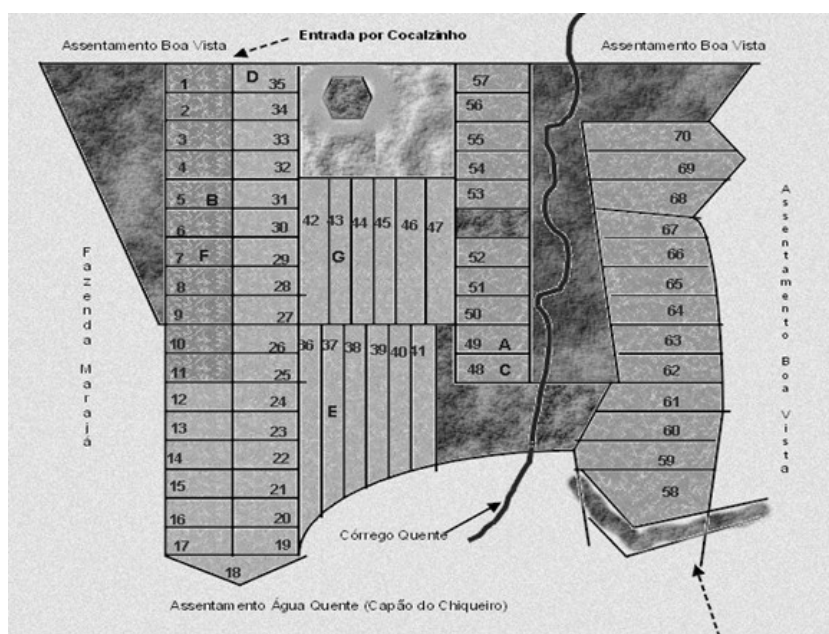 Assentamento Boa Vista
Entrada por Cocalzinho
Assentamento Boa Vista
1 D 35 57
2 34 56
3 33 55 70
4 32 54 69
5 B 31 53 68
6 30 42 43 44 45 46 47 67
7 F 29 G 52 66
8 28 51 65
9 27 50 64
10 26 36 37 38 39 40 41 49 A 63
11 25 48 C 62
12 24 E 61
13 23 60
14 22 59
15 21 58
16 20
17 19
18
Fazenda Marajá
Assentamento Boa Vista
Córrego Quente
Assentamento Água Quente (Capão do Chiqueiro)